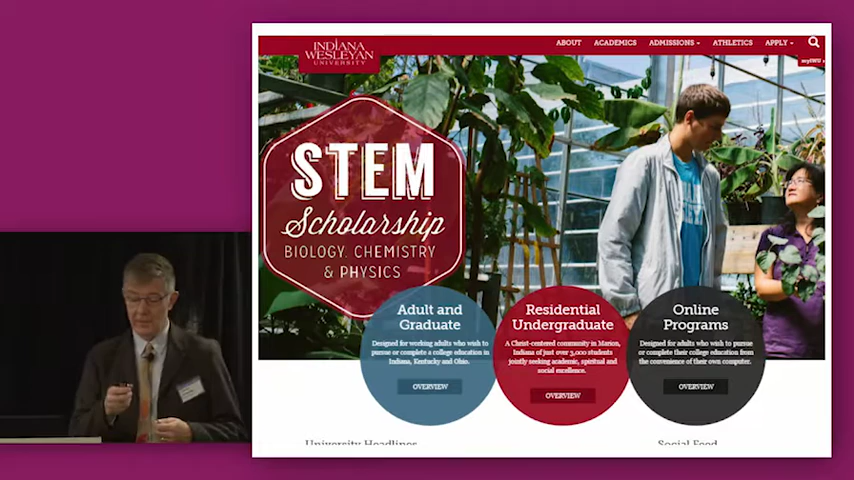 INDIANA
WESLEYAN
UNIVERSITY
ABOUT
ACADEMICS
ADMISSIONS
ATHLETICS
APPLY
myIWU
STEM
Scholarship
BIOLOGY, CHEMISTRY
& PHYSICS
Adult and
Graduate
Designed for working adults who wish to
pursue or complete a college education in
Indiana, Kentucky and Ohio.
OVERVIEW
Residential
Undergraduate
A Christ-centered community in Marion,
Indiana of just over 3,000 students
jointly seeking academic, spiritual and
social excellence.
OVERVIEW
Online
Programs
Designed for adults who wish to pursue
or complete their college education from
the convenience of their own computer.
OVERVIEW
University Headlines
Social Feed